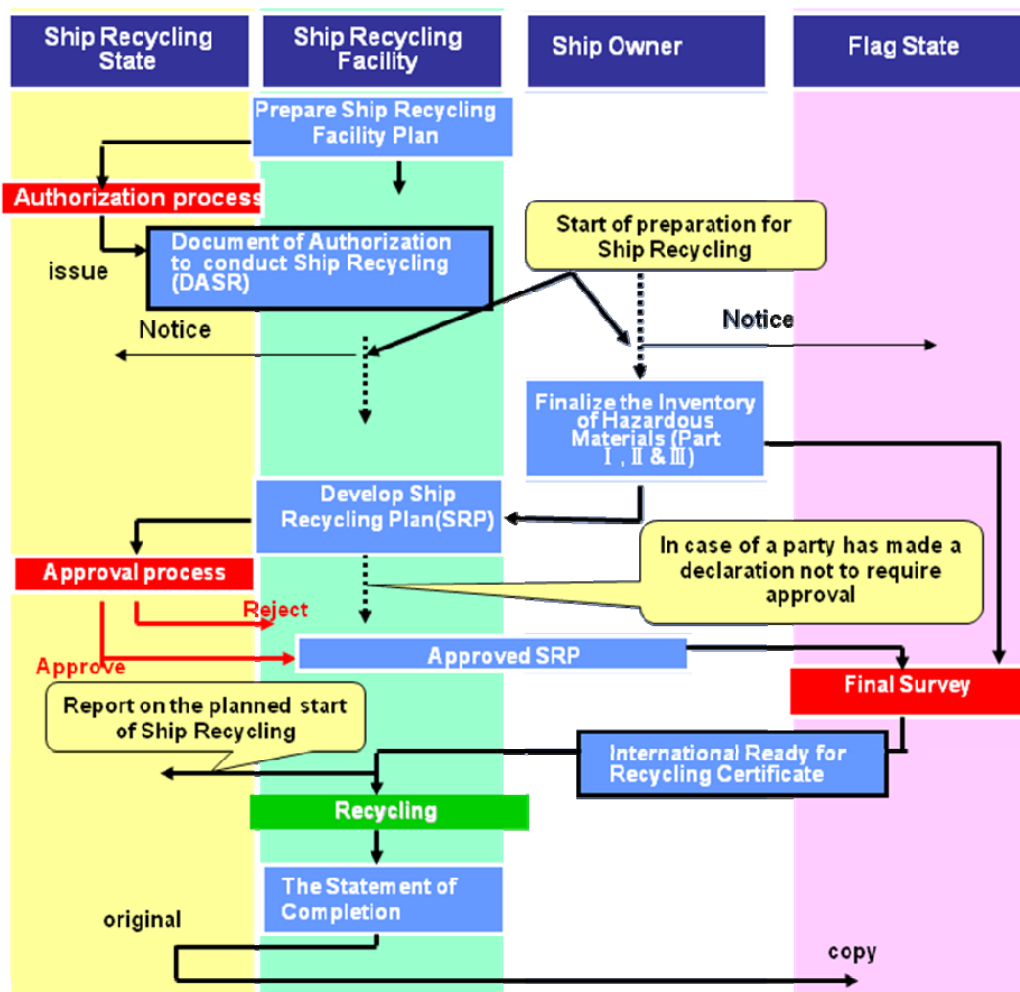 Ship Recycling
State
Ship Recycling
Facility
Ship Owner
Flag State
Prepare Ship Recycling
Facility Plan
Authorization process
Start of preparation for
Ship Recycling
Document of Authorization
to conduct Ship Recycling
(DASR)
issue
Notice
Notice
Finalize the Inventory
of Hazardous
Materials (Part
Ⅰ, Ⅱ & Ⅲ)
Develop Ship
Recycling Plan(SRP)
In case of a party has made a
declaration not to require
approval
Approval process
Reject
Approve
Approved SRP
Final Survey
Report on the planned start
of Ship Recycling
International Ready for
Recycling Certificate
Recycling
The Statement of
Completion
original
copy